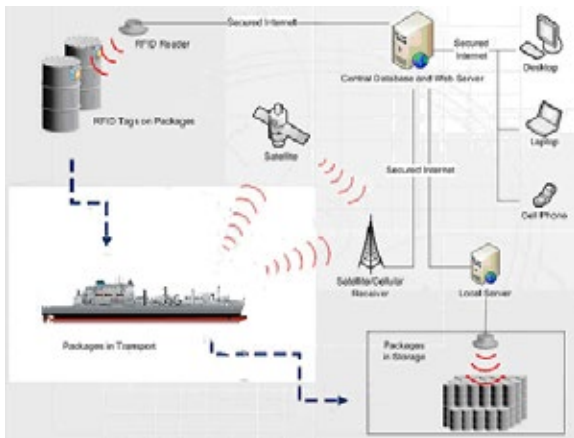 Secured Internet
RFID Reader
Secured
Internet
Desktop
Central Database and Web Server
RFID Tags on Packages
Satellite
Laptop
Secured Internet
Cell Phone
Satellite/Cellular
Receiver
Local Server
Packages in Transport
Packages
in Storage